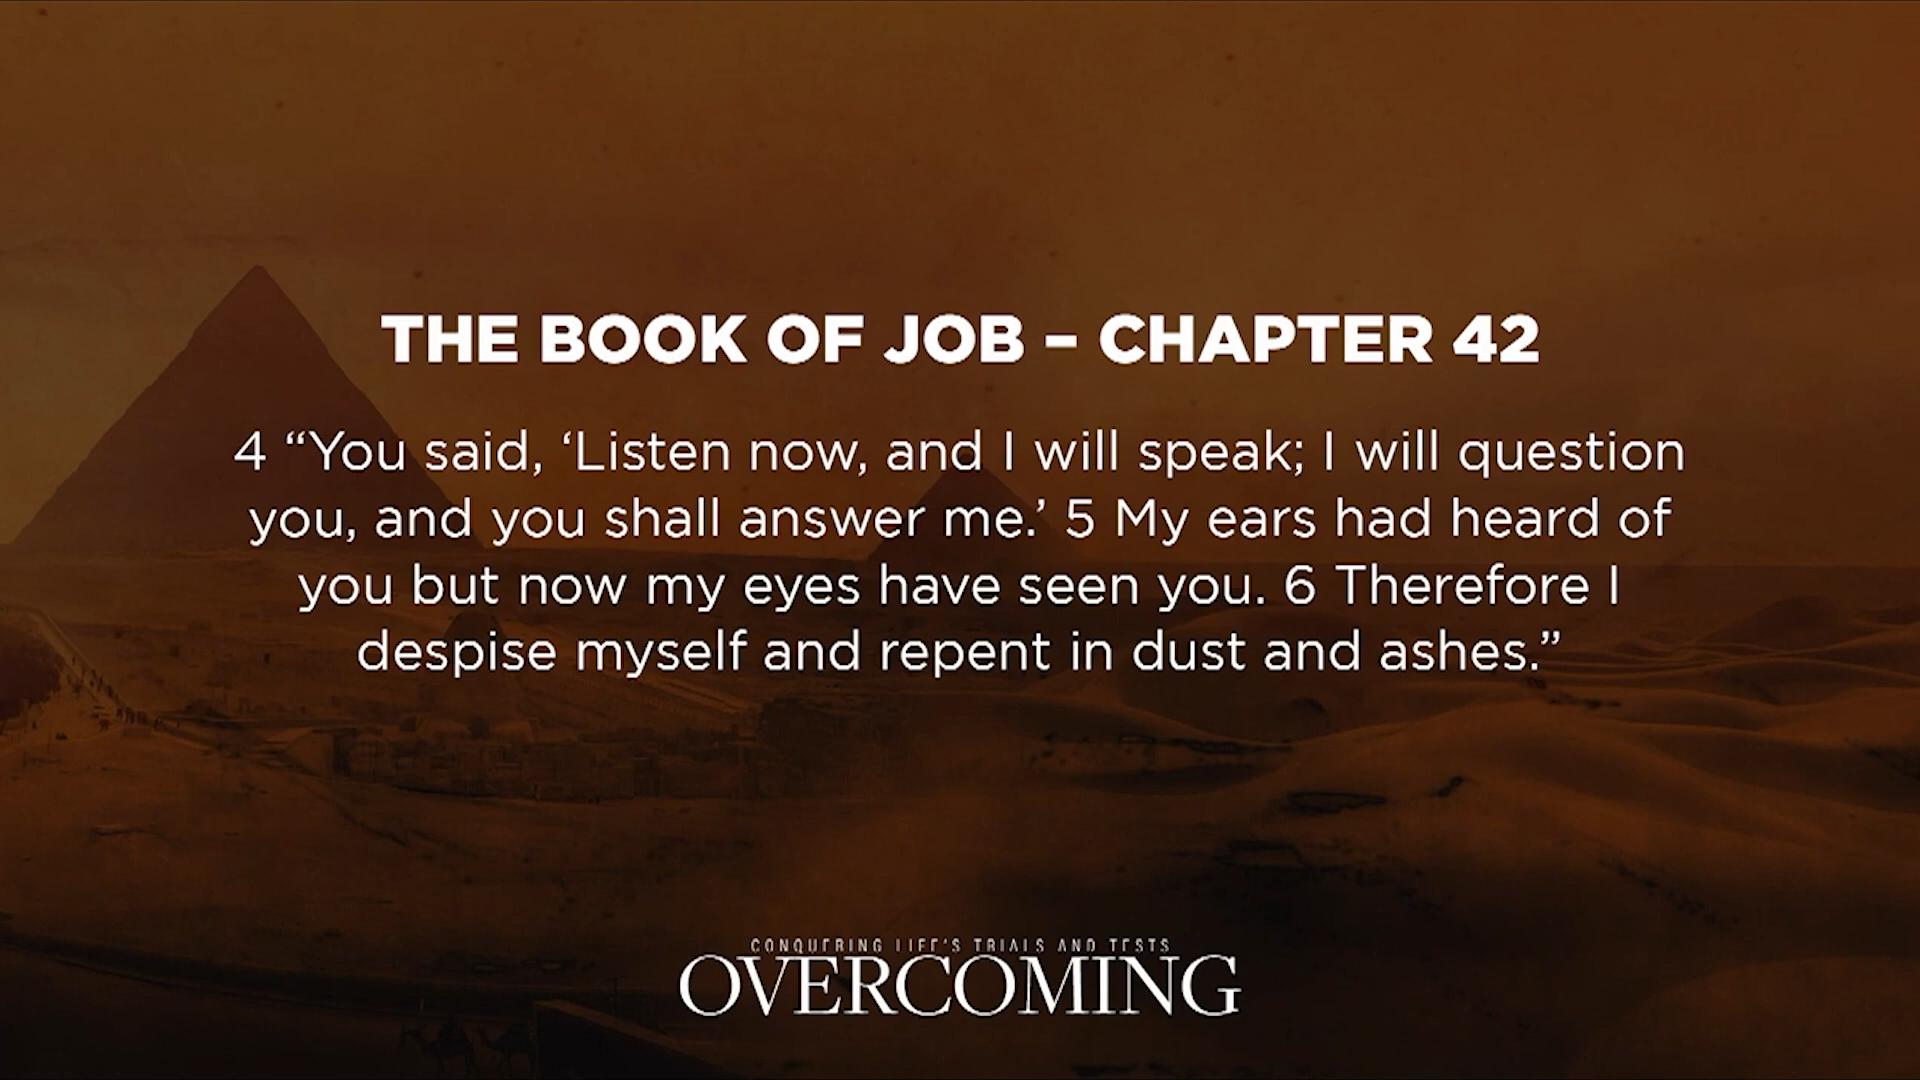 THE BOOK OF JOB – CHAPTER 42
4 “You said, ‘Listen now, and I will speak; I will question
you, and you shall answer me.’ 5 My ears had heard of
you but now my eyes have seen you. 6 Therefore I
despise myself and repent in dust and ashes.”
CONQUERING LIFE'S TRIALS AND TESTS
OVERCOMING